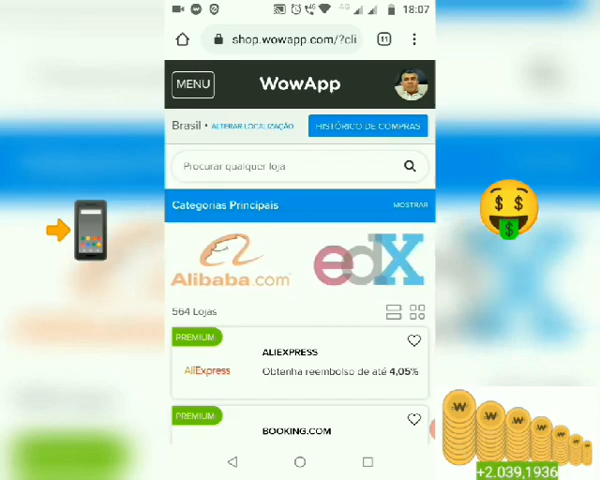 4G
18:07
shop.wowapp.com/?cli
11
MENU
WowApp
Brasil • ALTERAR LOCALIZAÇÃO
HISTÓRICO DE COMPRAS
Procurar qualquer loja
Categorias Principais
MOSTRAR
Alibaba.com
edX
564 Lojas
PREMIUM
ALIEXPRESS
AliExpress
Obtenha reembolso de até 4,05%
PREMIUM
BOOKING.COM
+2.039,1936